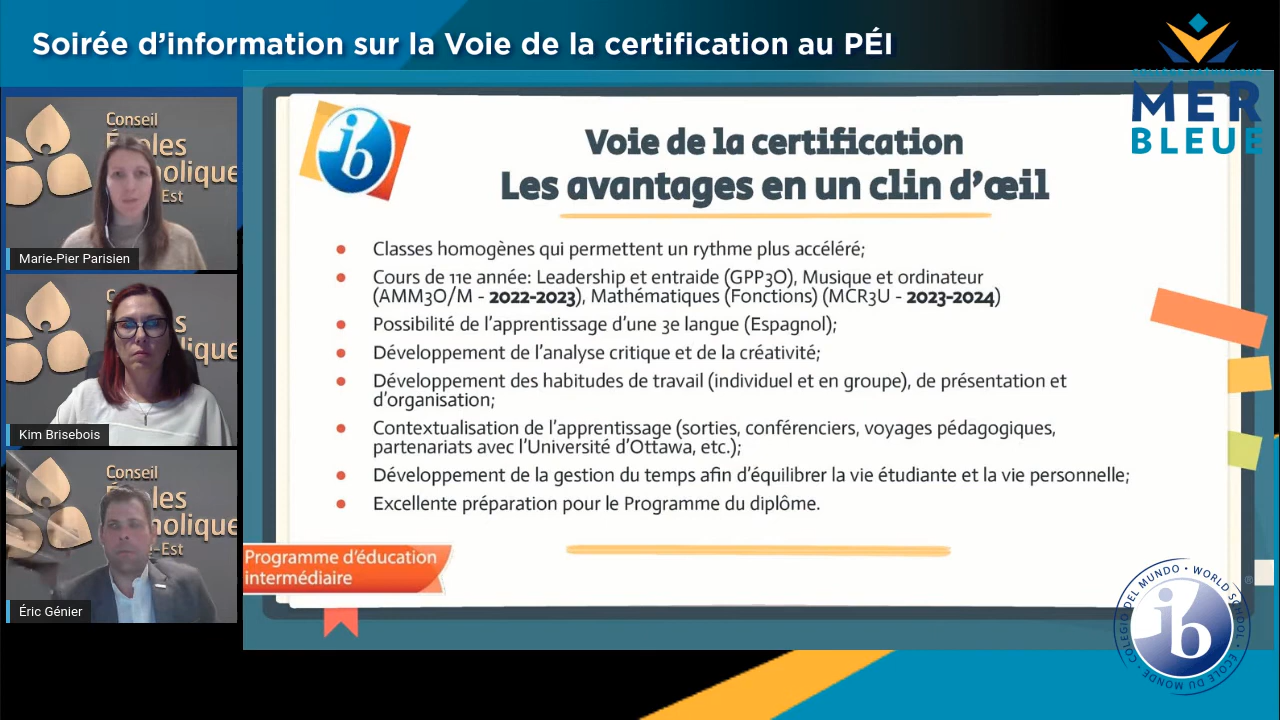 Soirée d'information sur la Voie de la certification au PÉI
COLLÈGE CATHOLIQUE
MER
BLEUE
Conseil
Écoles
holique
Est
Marie-Pier Parisien
lique
Kim Brisebois
Conseil
Écoles
holique
e-Est
Éric Génier
ib
Voie de la certification
Les avantages en un clin d'œil
• Classes homogènes qui permettent un rythme plus accéléré;
• Cours de 11e année: Leadership et entraide (GPP3O), Musique et ordinateur
(AMM3O/M - 2022-2023), Mathématiques (Fonctions) (MCR3U - 2023-2024)
• Possibilité de l'apprentissage d'une 3e langue (Espagnol);
• Développement de l'analyse critique et de la créativité;
• Développement des habitudes de travail (individuel et en groupe), de présentation et
d'organisation;
• Contextualisation de l'apprentissage (sorties, conférenciers, voyages pédagogiques,
partenariats avec l'Université d'Ottawa, etc.);
• Développement de la gestion du temps afin d'équilibrer la vie étudiante et la vie personnelle;
• Excellente préparation pour le Programme du diplôme.
Programme d'éducation
intermédiaire
ib
COLEGIO DEL MUNDO • WORLD SCHOOL • ÉCOLE DU MONDE •
®